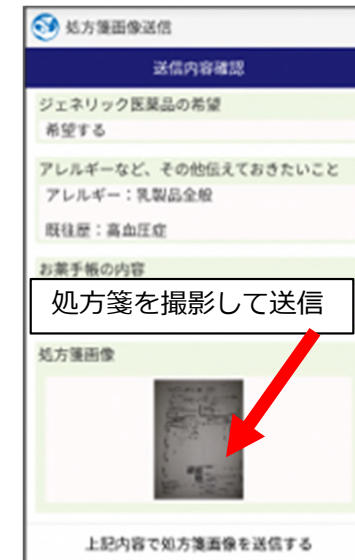 処方箋画像送信
送信内容確認
ジェネリック医薬品の希望
希望する
アレルギーなど、その他伝えておきたいこと
アレルギー：乳製品全般
既往歴：高血圧症
お薬手帳の内容
処方箋を撮影して送信
処方箋画像
上記内容で処方箋画像を送信する